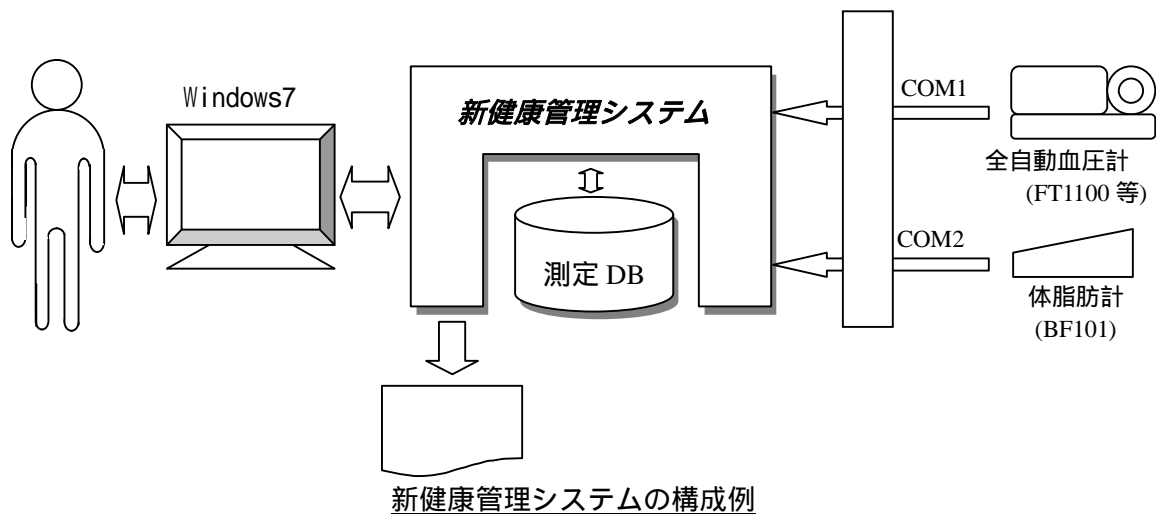 Windows7
新健康管理システム
COM1
全自動血圧計
(FT1100 等)
測定 DB
COM2
体脂肪計
(BF101)
新健康管理システムの構成例